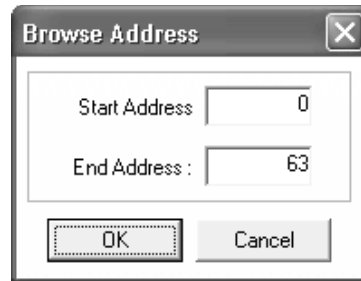 Browse Address
Start Address 0
End Address : 63
OK Cancel